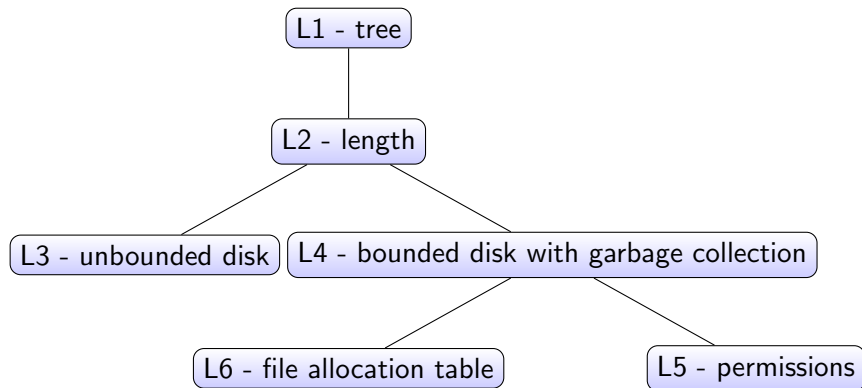 L1 - tree
L2 - length
L3 - unbounded disk
L4 - bounded disk with garbage collection
L6 - file allocation table
L5 - permissions